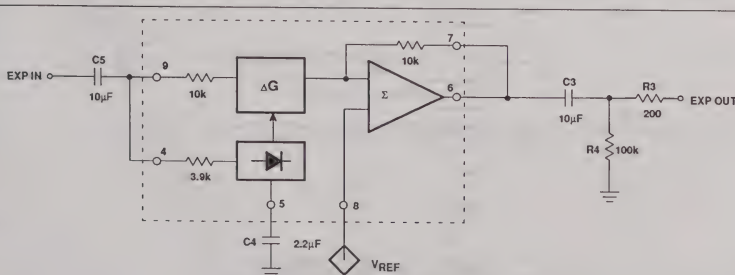 EXP IN
C5
10µF
9
10k
ΔG
10k
7
Σ
6
C3
10µF
R3
200
EXP OUT
R4
100k
4
3.9k
5
8
C4
2.2µF
VREF